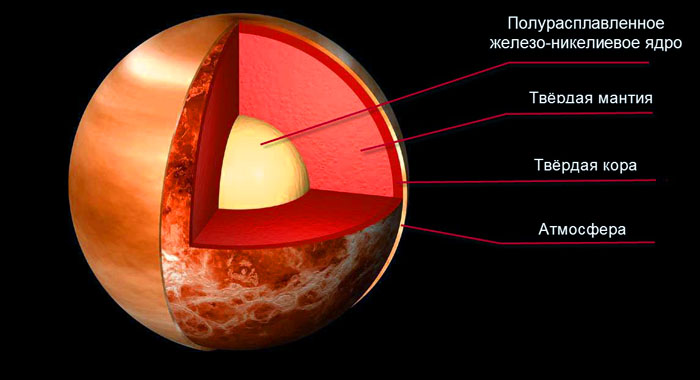 Полурасплавленное
железо-никелиевое ядро
Твёрдая мантия
Твёрдая кора
Атмосфера